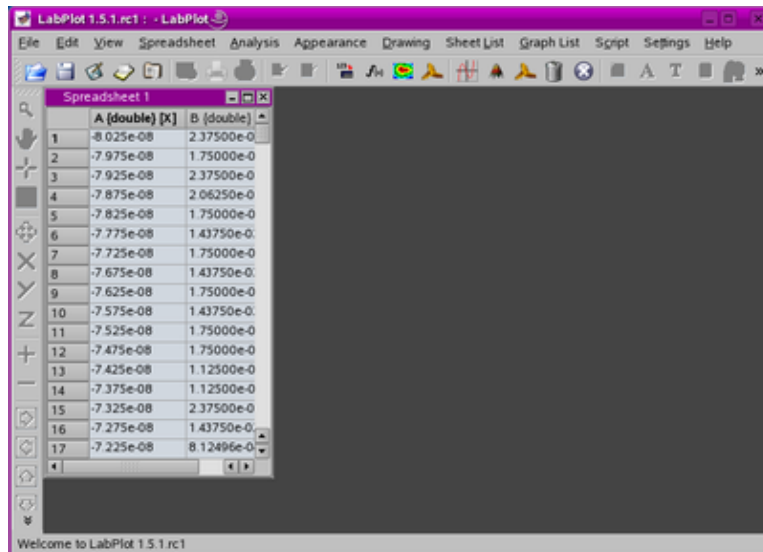 LabPlot 1.5.1.rc1 : - LabPlot
File Edit View Spreadsheet Analysis Appearance Drawing Sheet List Graph List Script Settings Help
Spreadsheet 1
A {double} [X] B {double}
1 -8.025e-08 2.37500e-0
2 -7.975e-08 1.75000e-0
3 -7.925e-08 2.37500e-0
4 -7.875e-08 2.06250e-0
5 -7.825e-08 1.75000e-0
6 -7.775e-08 1.43750e-0
7 -7.725e-08 1.75000e-0
8 -7.675e-08 1.43750e-0
9 -7.625e-08 1.75000e-0
10 -7.575e-08 1.43750e-0
11 -7.525e-08 1.75000e-0
12 -7.475e-08 1.75000e-0
13 -7.425e-08 1.12500e-0
14 -7.375e-08 1.12500e-0
15 -7.325e-08 2.37500e-0
16 -7.275e-08 1.43750e-0
17 -7.225e-08 8.12496e-0
Welcome to LabPlot 1.5.1.rc1